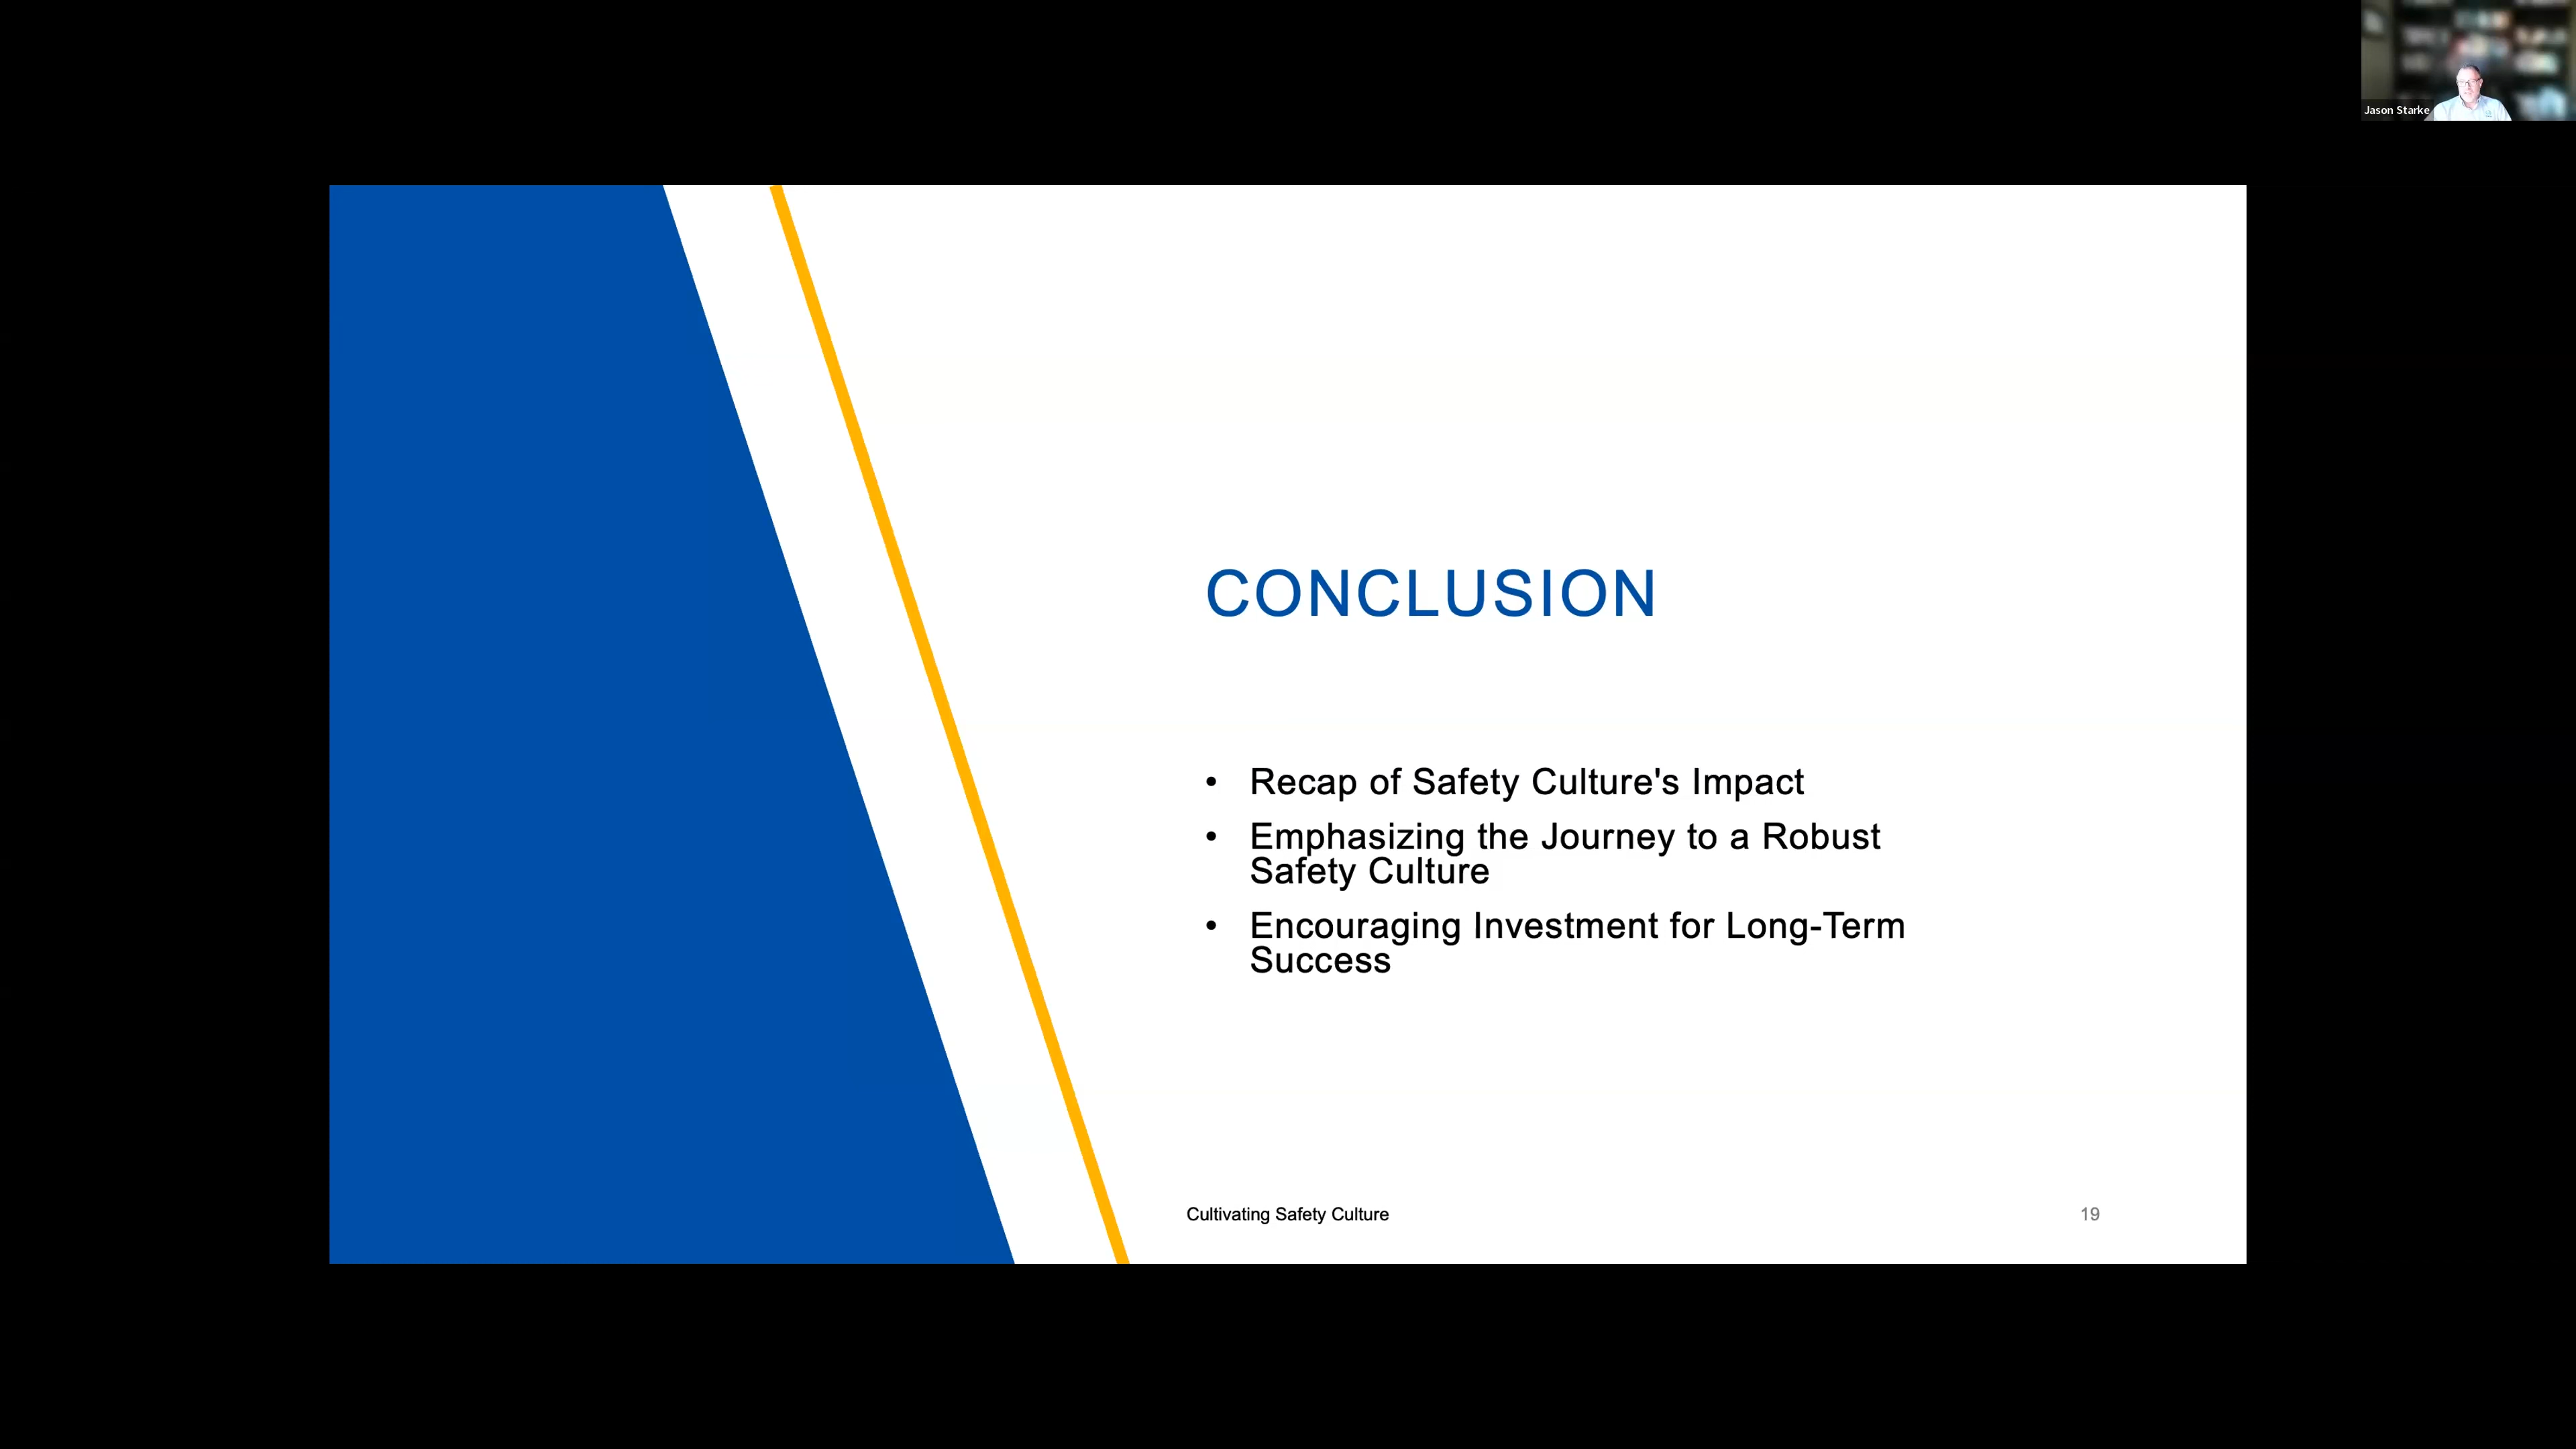 Jason Starke
CONCLUSION
• Recap of Safety Culture's Impact
• Emphasizing the Journey to a Robust
Safety Culture
• Encouraging Investment for Long-Term
Success
Cultivating Safety Culture
19